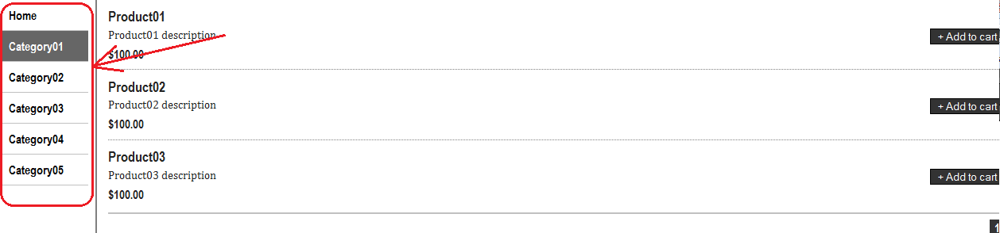 Home
Category01
Category02
Category03
Category04
Category05
Product01
Product01 description
$100.00
+ Add to cart
Product02
Product02 description
$100.00
+ Add to cart
Product03
Product03 description
$100.00
+ Add to cart